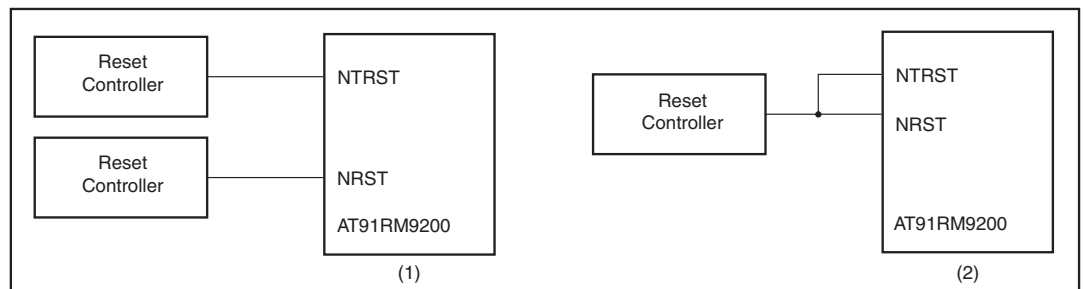 Reset
Controller
NTRST
Reset
Controller
NRST
AT91RM9200
(1)
Reset
Controller
NTRST
NRST
AT91RM9200
(2)